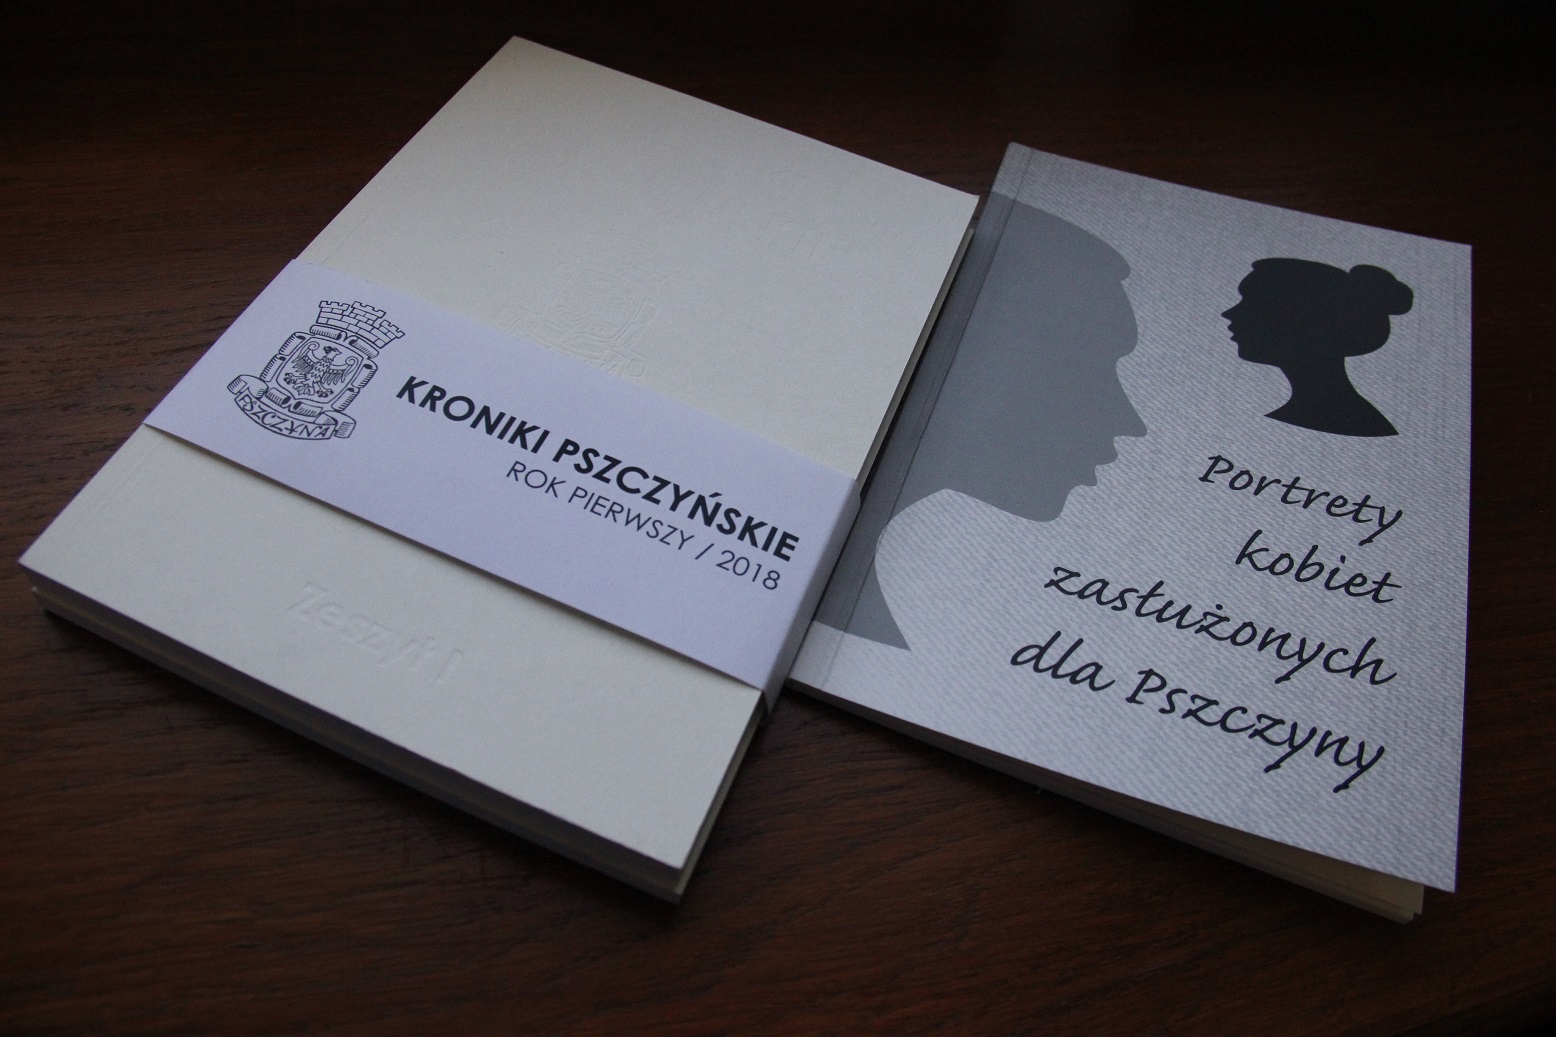 PSZCZYNA
KRONIKI PSZCZYŃSKIE
ROK PIERWSZY / 2018
Zeszyt I
Portrety
kobiet
zasłużonych
dla Pszczyny